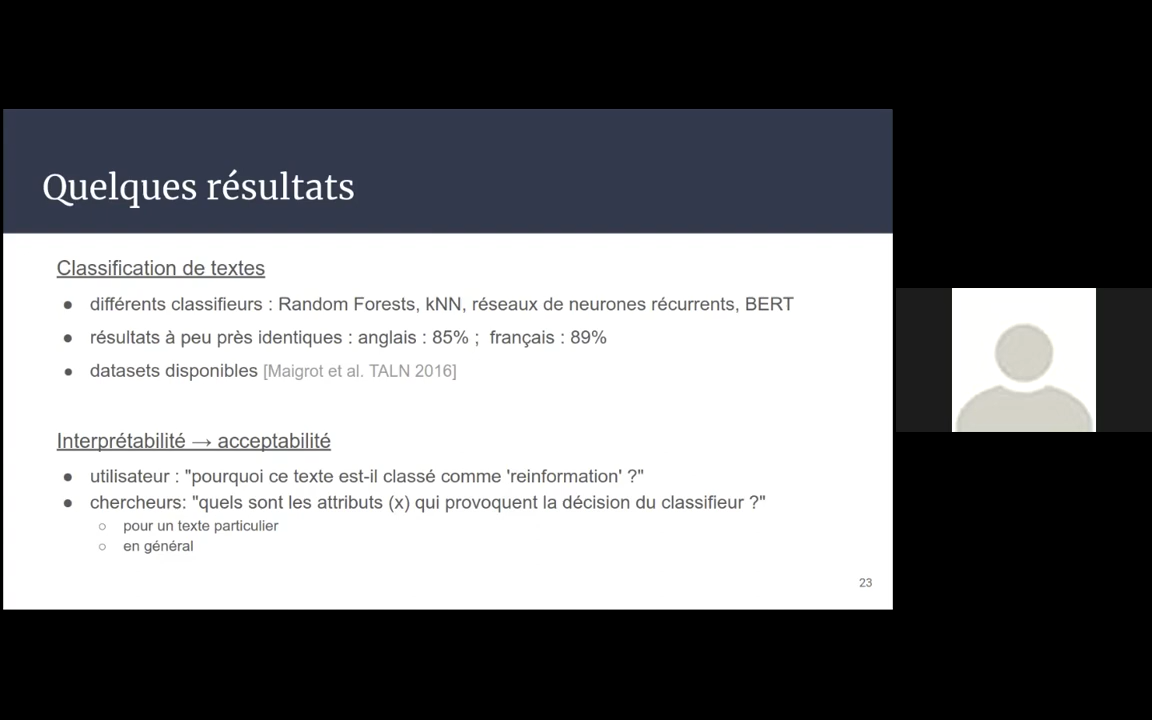 Quelques résultats
Classification de textes
● différents classifieurs : Random Forests, kNN, réseaux de neurones récurrents, BERT
● résultats à peu près identiques : anglais : 85% ; français : 89%
● datasets disponibles [Maigrot et al. TALN 2016]
Interprétabilité → acceptabilité
● utilisateur : "pourquoi ce texte est-il classé comme 'reinformation' ?"
● chercheurs: "quels sont les attributs (x) qui provoquent la décision du classifieur ?"
○ pour un texte particulier
○ en général
23